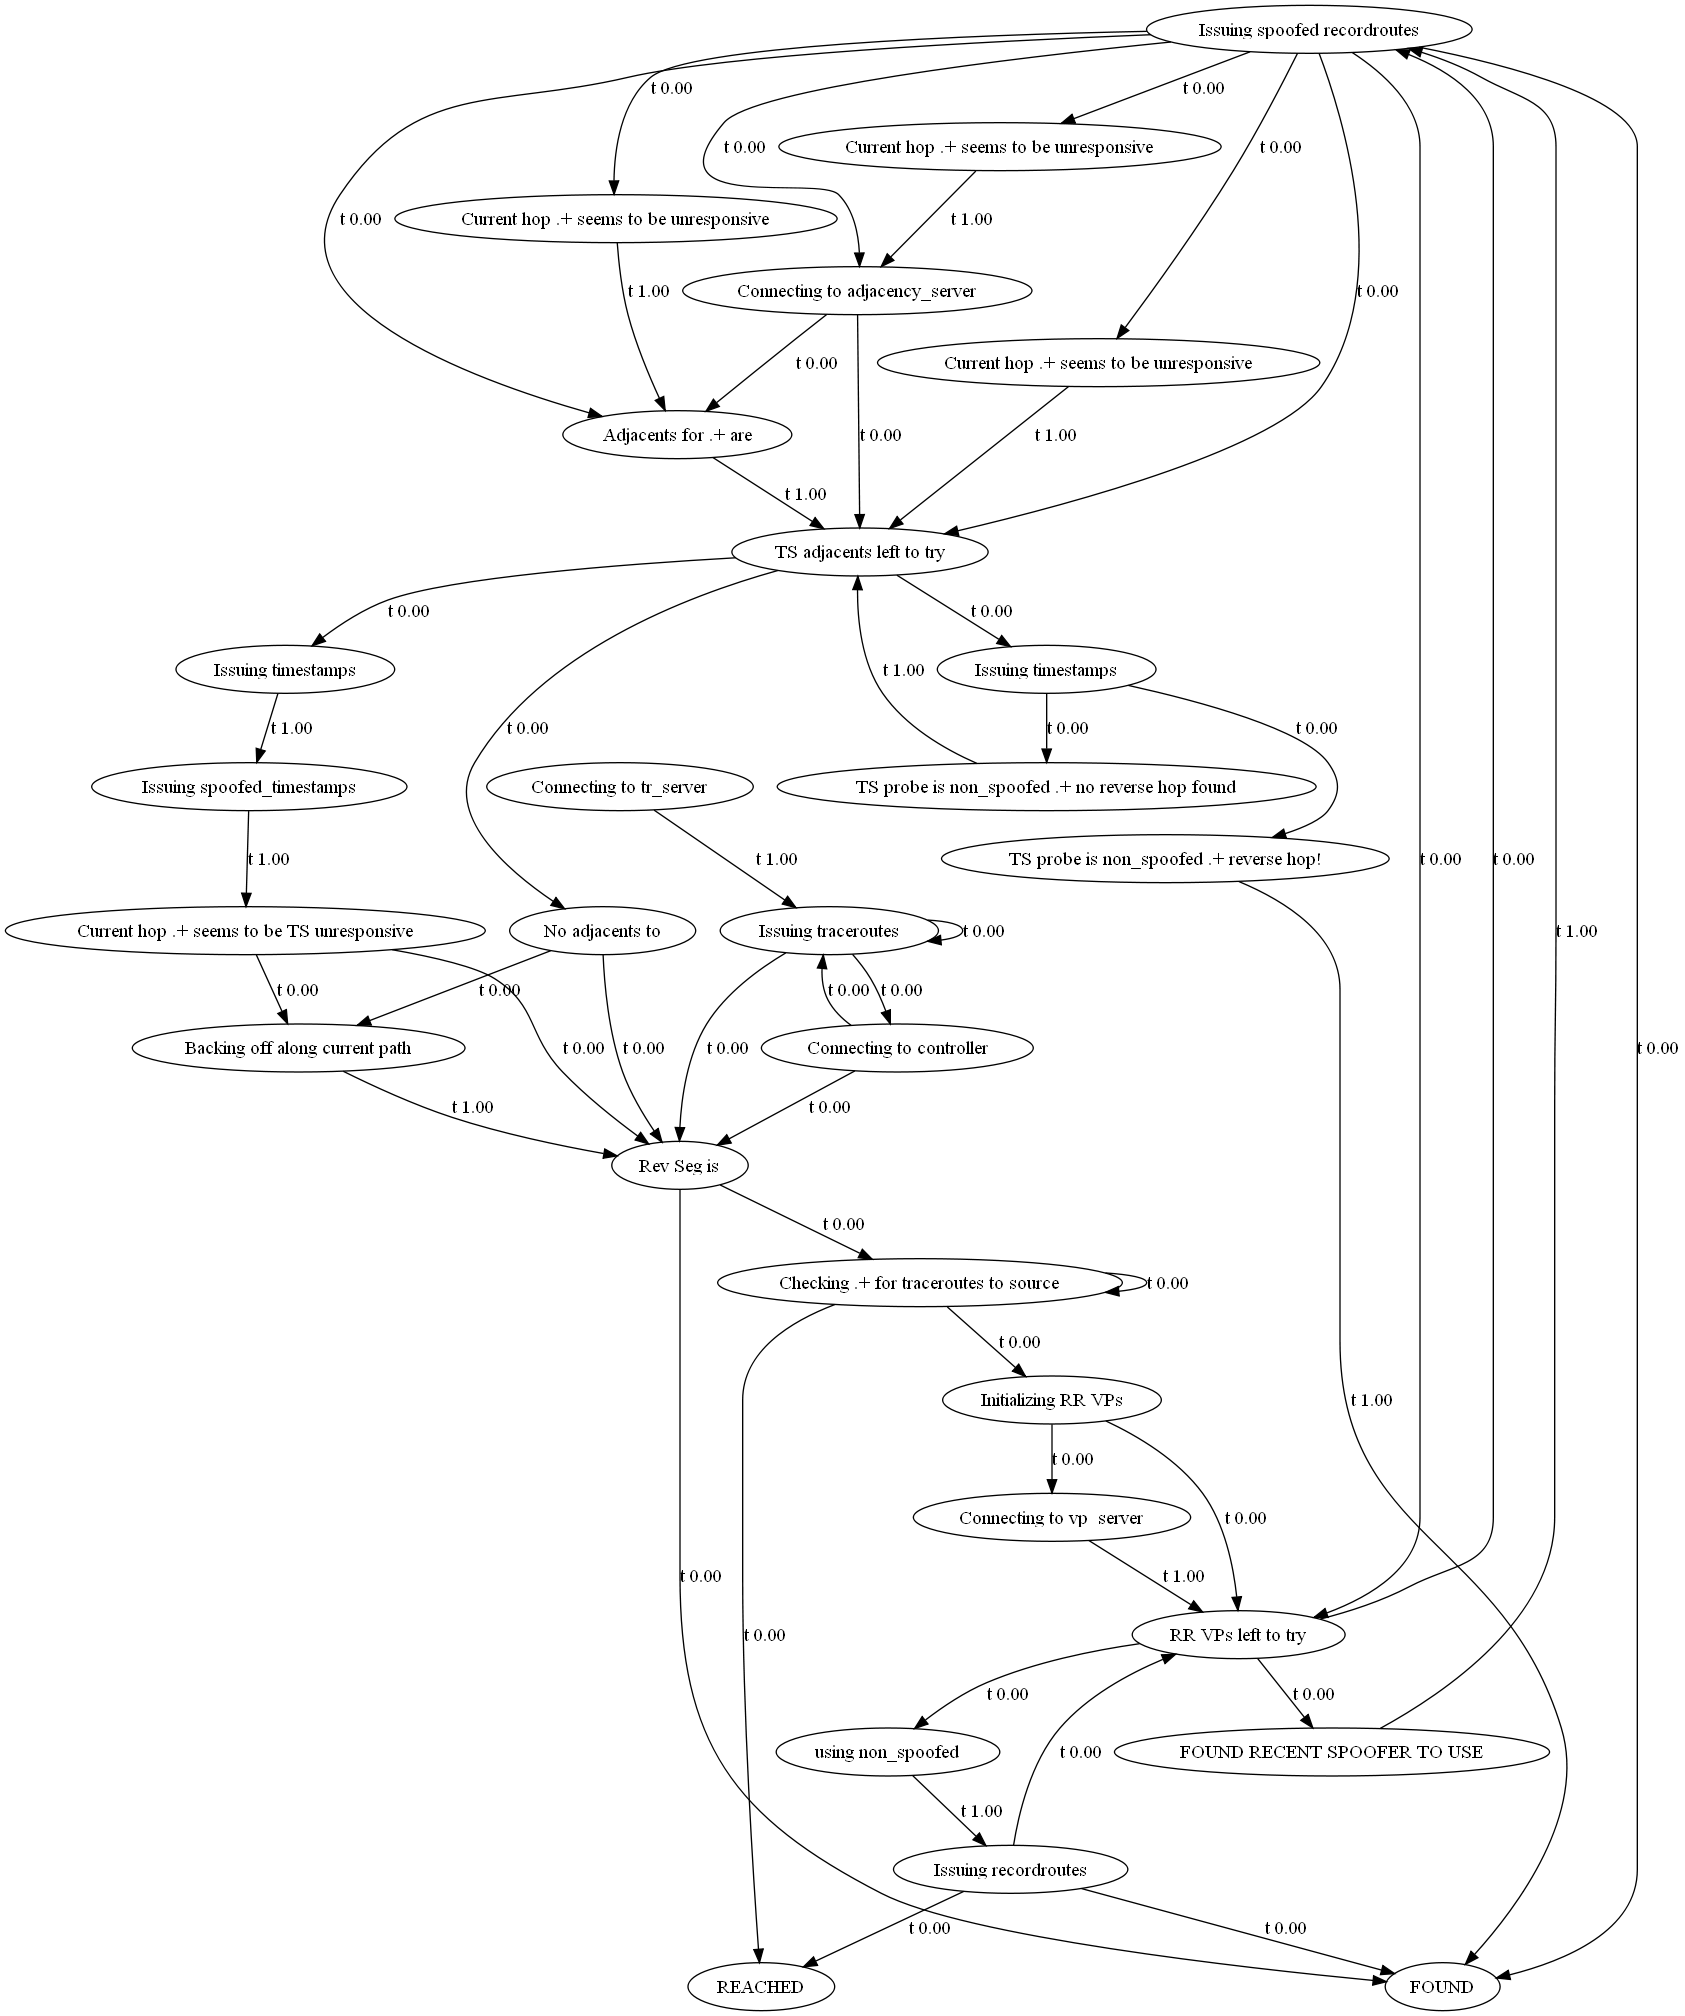 Issuing spoofed recordroutes
t 0.00
t 0.00
Current hop .+ seems to be unresponsive
t 0.00
t 0.00
t 0.00
Current hop .+ seems to be unresponsive
t 1.00
Connecting to adjacency_server
t 1.00
t 0.00
Current hop .+ seems to be unresponsive
t 0.00
Adjacents for .+ are
t 0.00
t 1.00
t 1.00
TS adjacents left to try
t 0.00
t 0.00
Issuing timestamps
Issuing timestamps
t 1.00
t 1.00
t 0.00
t 0.00
t 0.00
Issuing spoofed_timestamps
Connecting to tr_server
TS probe is non_spoofed .+ no reverse hop found
t 1.00
t 1.00
TS probe is non_spoofed .+ reverse hop!
t 0.00
t 0.00
Current hop .+ seems to be TS unresponsive
No adjacents to
Issuing traceroutes
t 0.00
t 1.00
t 0.00
t 0.00
t 0.00
t 0.00
Backing off along current path
t 0.00
t 0.00
t 0.00
Connecting to controller
t 0.00
t 1.00
t 0.00
Rev Seg is
t 0.00
Checking .+ for traceroutes to source
t 0.00
t 0.00
Initializing RR VPs
t 1.00
t 0.00
Connecting to vp_server
t 0.00
t 0.00
t 1.00
t 0.00
RR VPs left to try
t 0.00
t 0.00
using non_spoofed
t 0.00
FOUND RECENT SPOOFER TO USE
t 1.00
Issuing recordroutes
t 0.00
t 0.00
REACHED
FOUND